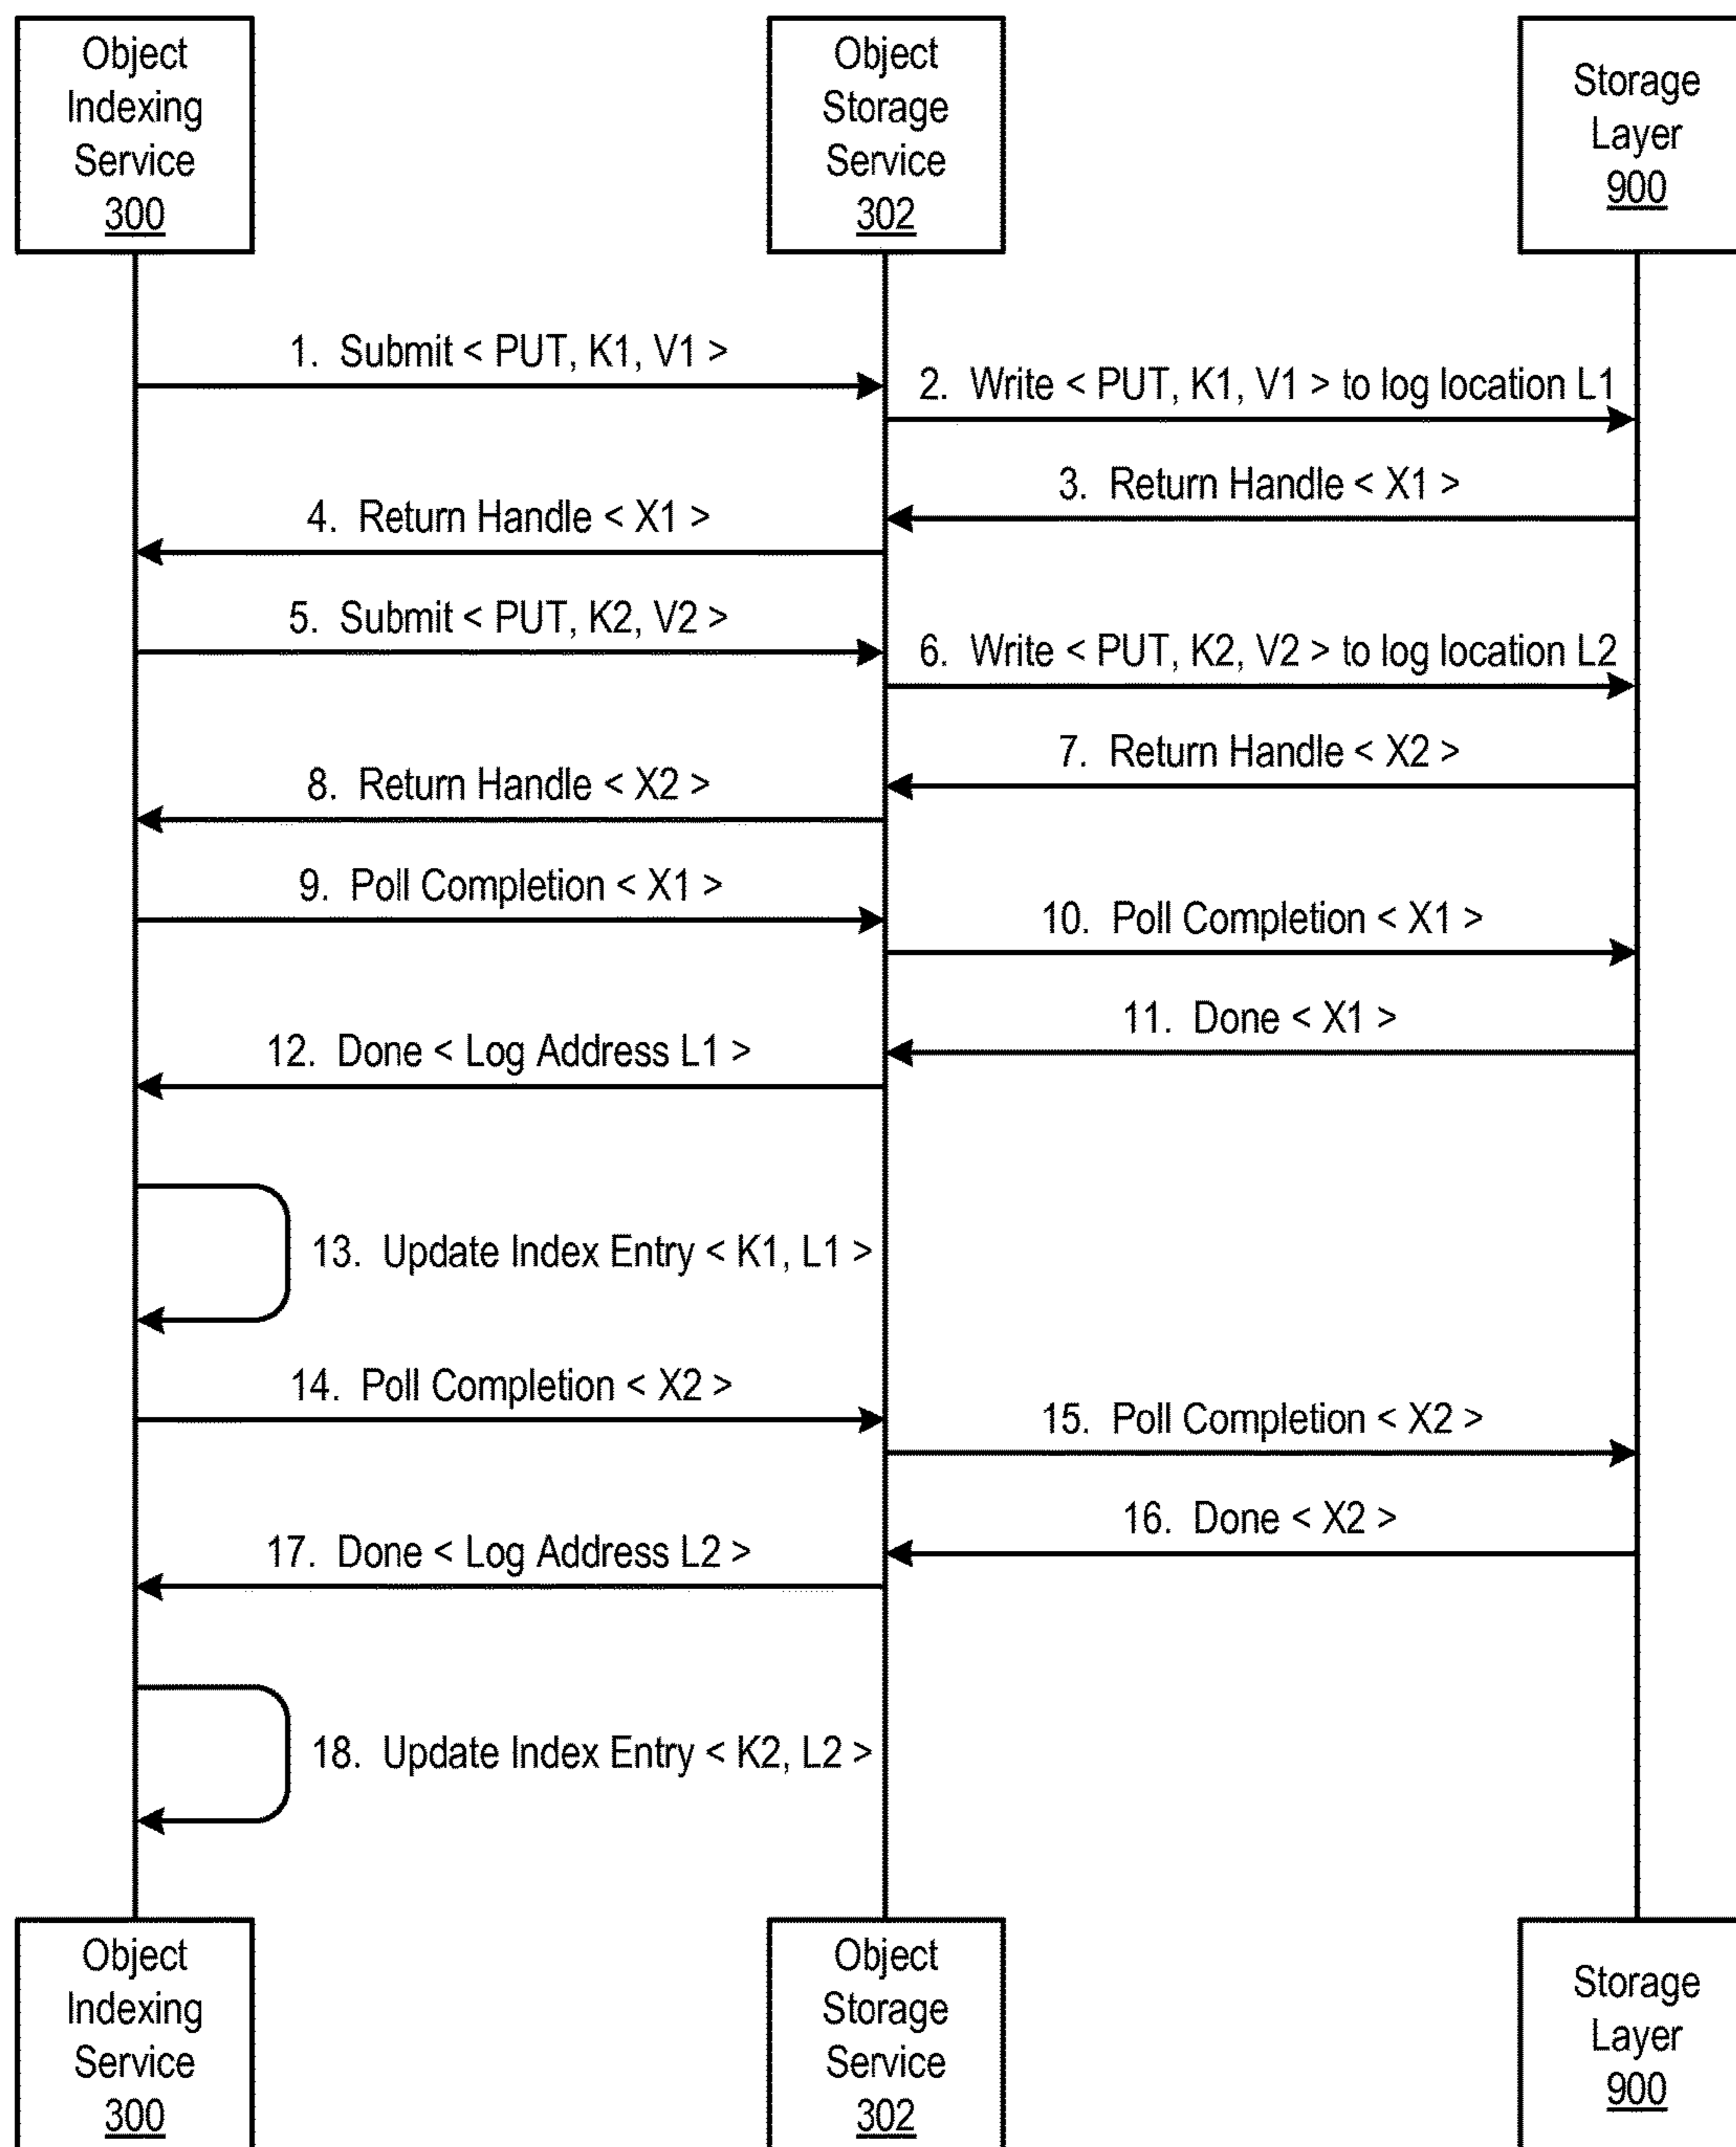 Object
Indexing
Service
300
Object
Storage
Service
302
Storage
Layer
900
1. Submit < PUT, K1, V1 >
2. Write < PUT, K1, V1 > to log location L1
3. Return Handle < X1 >
4. Return Handle < X1 >
5. Submit < PUT, K2, V2 >
6. Write < PUT, K2, V2 > to log location L2
7. Return Handle < X2 >
8. Return Handle < X2 >
9. Poll Completion < X1 >
10. Poll Completion < X1 >
11. Done < X1 >
12. Done < Log Address L1 >
13. Update Index Entry < K1, L1 >
14. Poll Completion < X2 >
15. Poll Completion < X2 >
16. Done < X2 >
17. Done < Log Address L2 >
18. Update Index Entry < K2, L2 >
Object
Indexing
Service
300
Object
Storage
Service
302
Storage
Layer
900